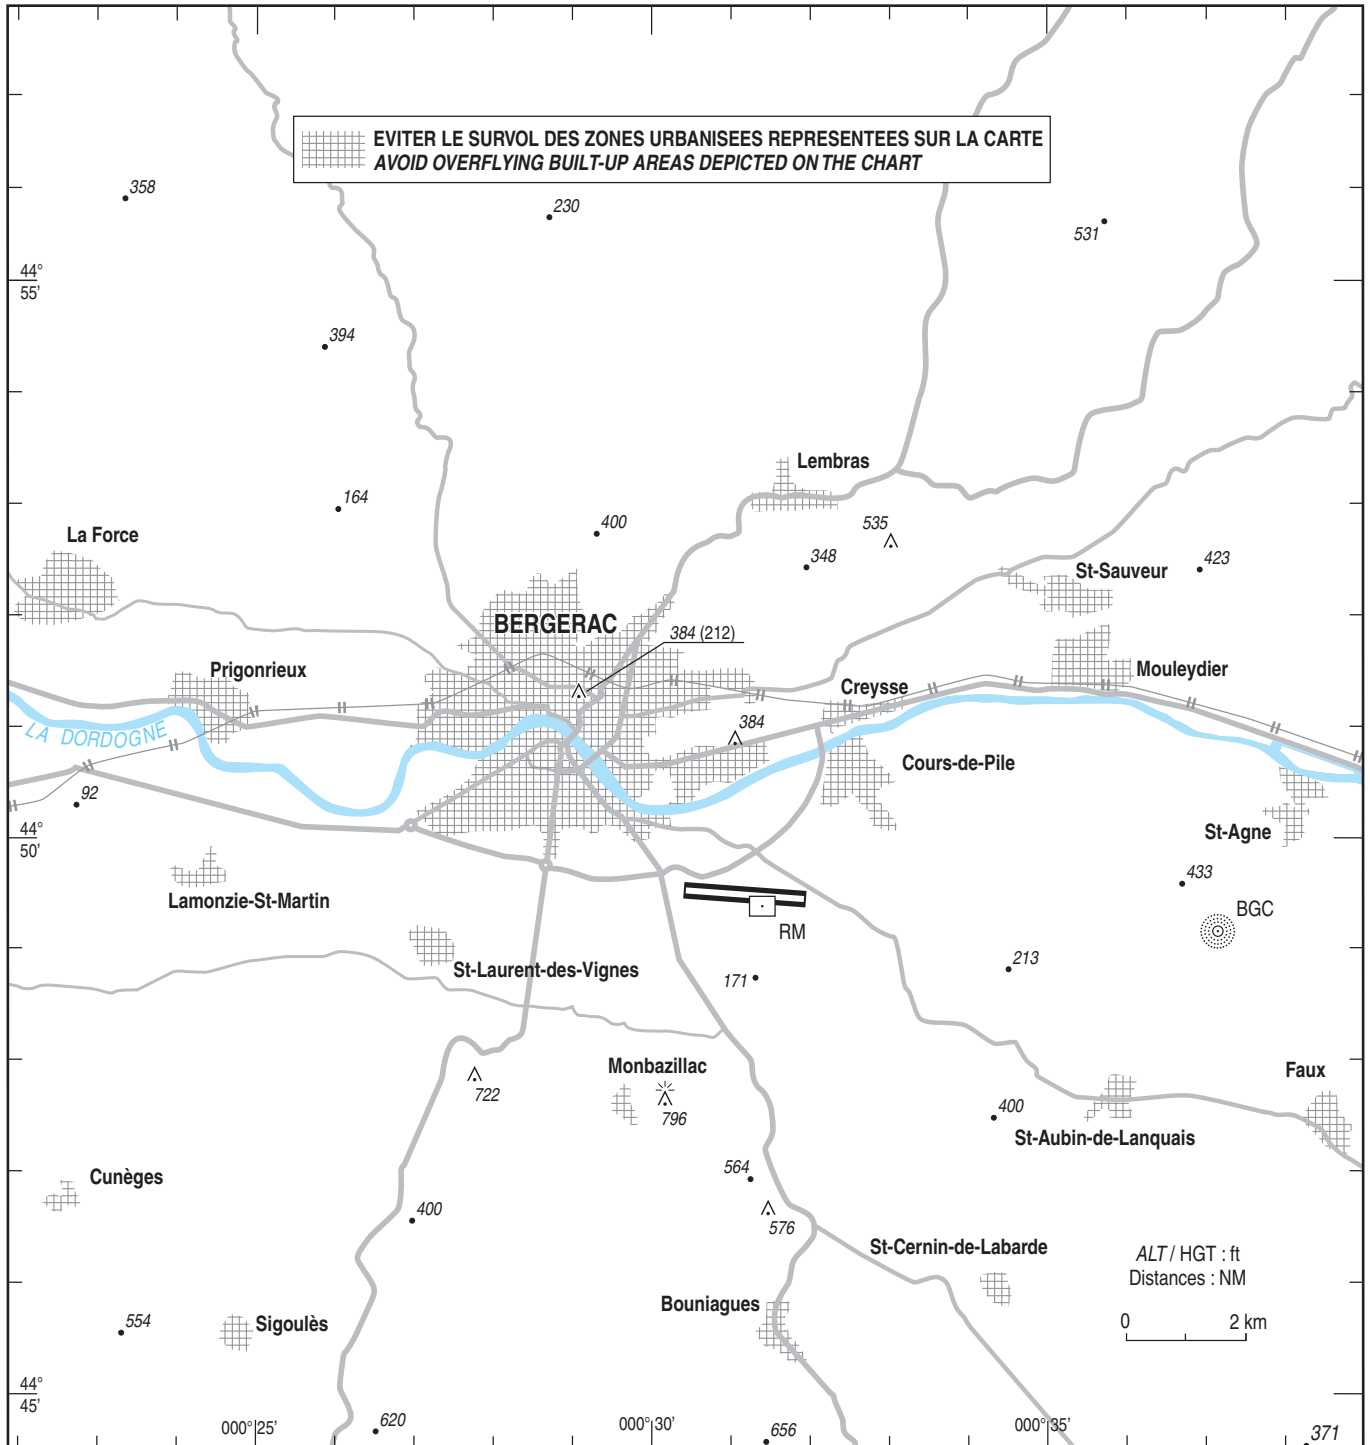 EVITER LE SURVOL DES ZONES URBANISEES REPRESENTEES SUR LA CARTE
AVOID OVERFLYING BUILT-UP AREAS DEPICTED ON THE CHART
358
230
531
44°
55'
394
Lembras
164
400
535
348
423
La Force
St-Sauveur
BERGERAC
384 (212)
Prigonrieux
Mouleydier
Creysse
LA DORDOGNE
384
Cours-de-Pile
92
44°
50'
St-Agne
433
Lamonzie-St-Martin
BGC
RM
St-Laurent-des-Vignes
213
171
Monbazillac
Faux
722
796
400
St-Aubin-de-Lanquais
564
Cunèges
400
576
St-Cernin-de-Labarde
ALT / HGT : ft
Distances : NM
Bouniagues
554
Sigoulès
0 2 km
44°
45'
000° 25'
620
000° 30'
656
000° 35'
371